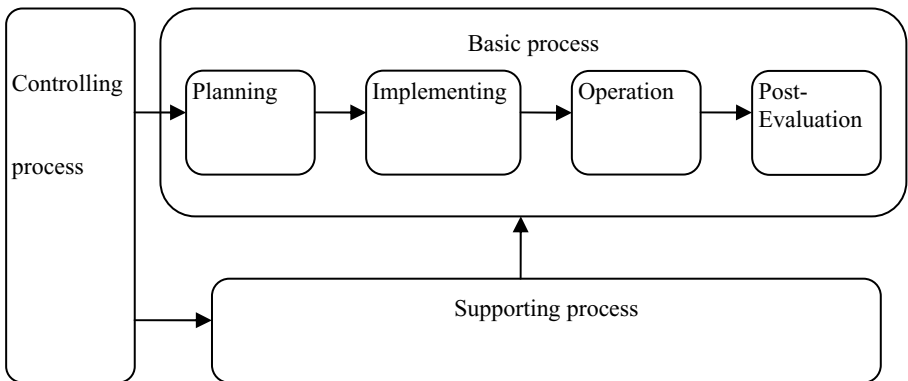 Basic process
Controlling
process
Planning
Implementing
Operation
Post-
Evaluation
Supporting process